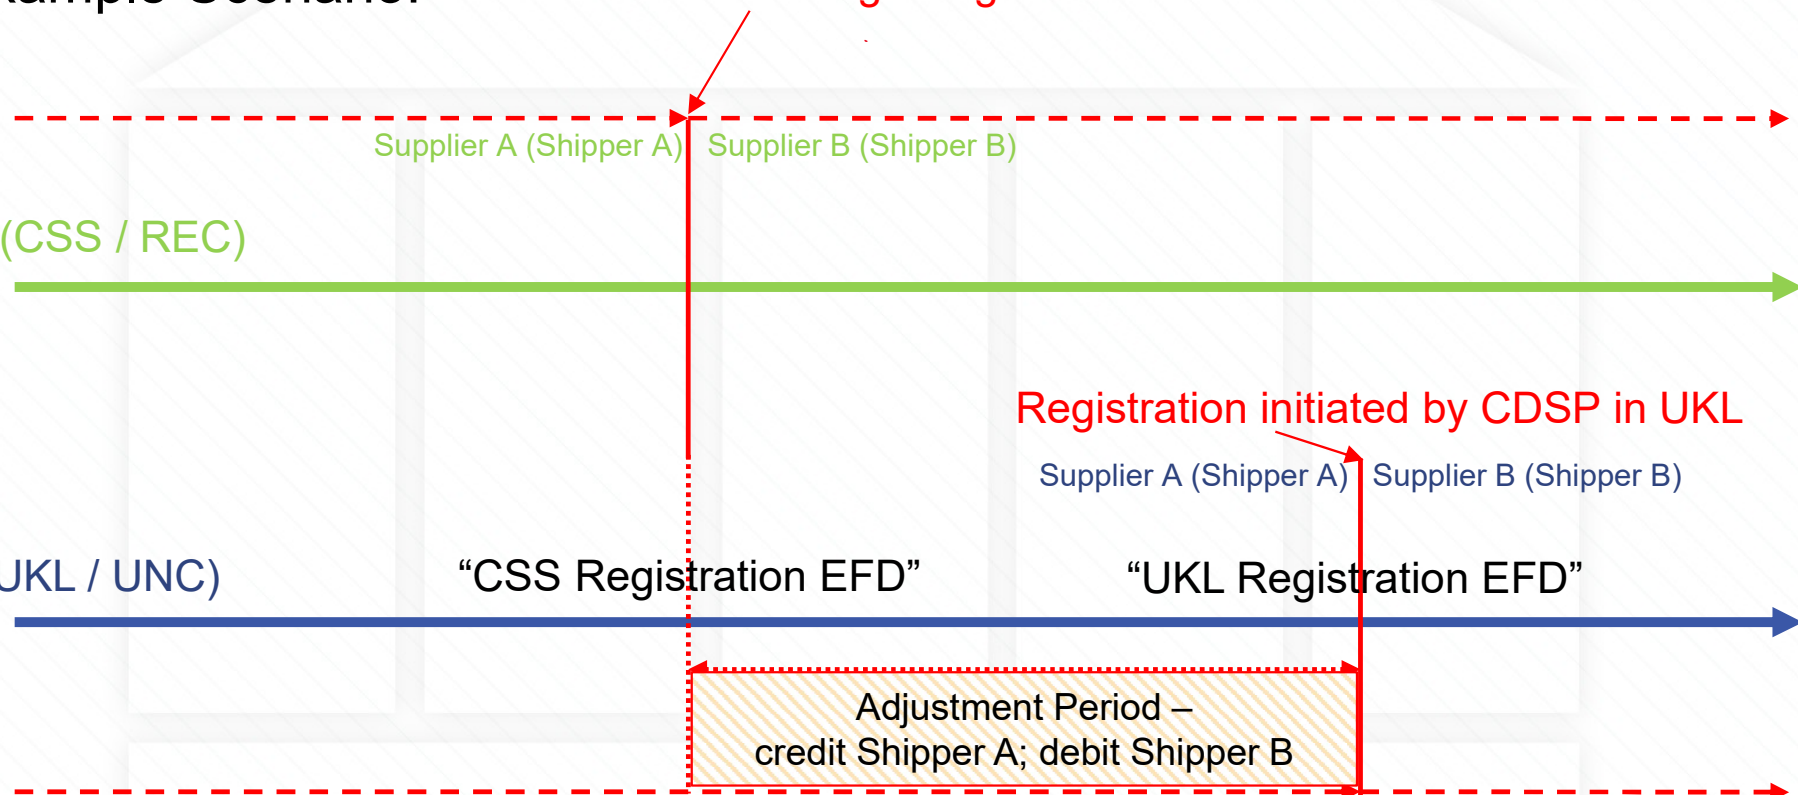 Supplier A (Shipper A) Supplier B (Shipper B)
(CSS / REC)
Registration initiated by CDSP in UKL
Supplier A (Shipper A) Supplier B (Shipper B)
UKL / UNC)
“CSS Registration EFD” “UKL Registration EFD”
Adjustment Period –
credit Shipper A; debit Shipper B